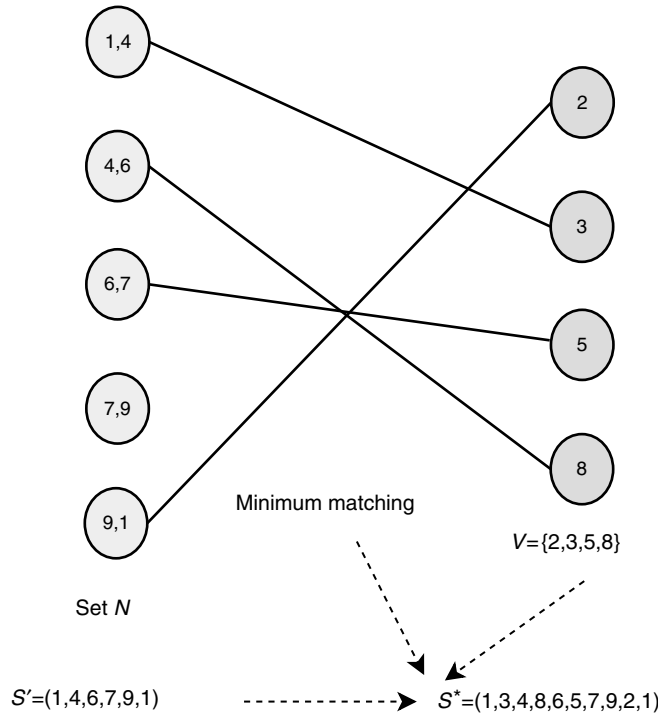 1,4
2
4,6
3
6,7
5
7,9
8
9,1
Minimum matching
V={2,3,5,8}
Set N
S′=(1,4,6,7,9,1)
S*=(1,3,4,8,6,5,7,9,2,1)